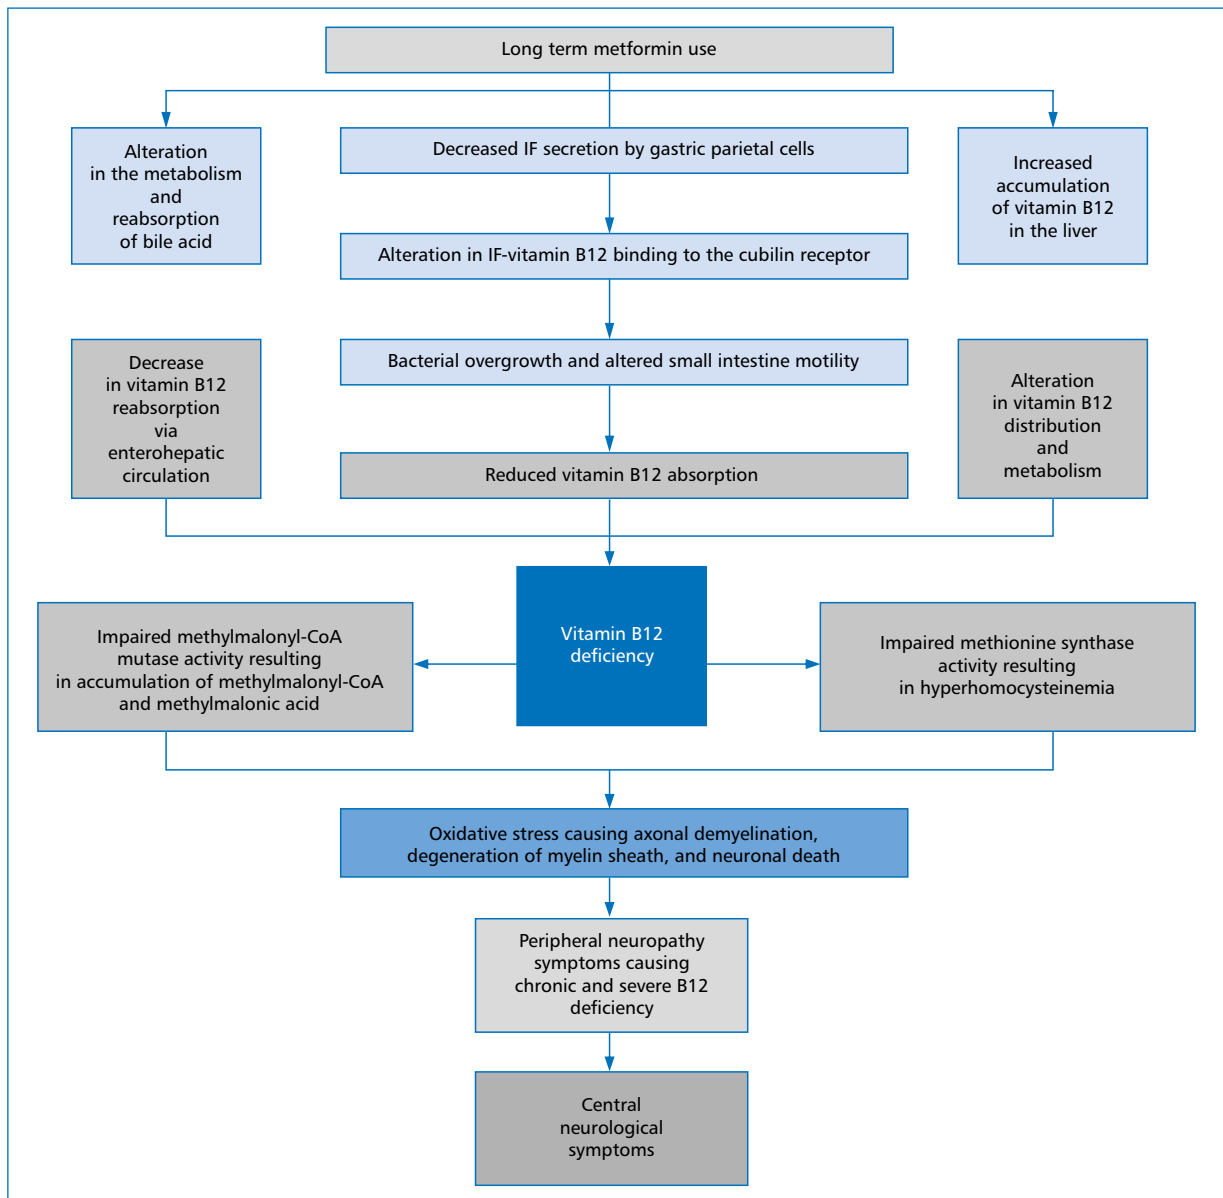 Long term metformin use
Alteration
in the metabolism
and
reabsorption
of bile acid
Decreased IF secretion by gastric parietal cells
Increased
accumulation
of vitamin B12
in the liver
Alteration in IF-vitamin B12 binding to the cubilin receptor
Decrease
in vitamin B12
reabsorption
via
enterohepatic
circulation
Bacterial overgrowth and altered small intestine motility
Alteration
in vitamin B12
distribution
and
metabolism
Reduced vitamin B12 absorption
Impaired methylmalonyl-CoA
mutase activity resulting
in accumulation of methylmalonyl-CoA
and methylmalonic acid
Vitamin B12
deficiency
Impaired methionine synthase
activity resulting
in hyperhomocysteinemia
Oxidative stress causing axonal demyelination,
degeneration of myelin sheath, and neuronal death
Peripheral neuropathy
symptoms causing
chronic and severe B12
deficiency
Central
neurological
symptoms